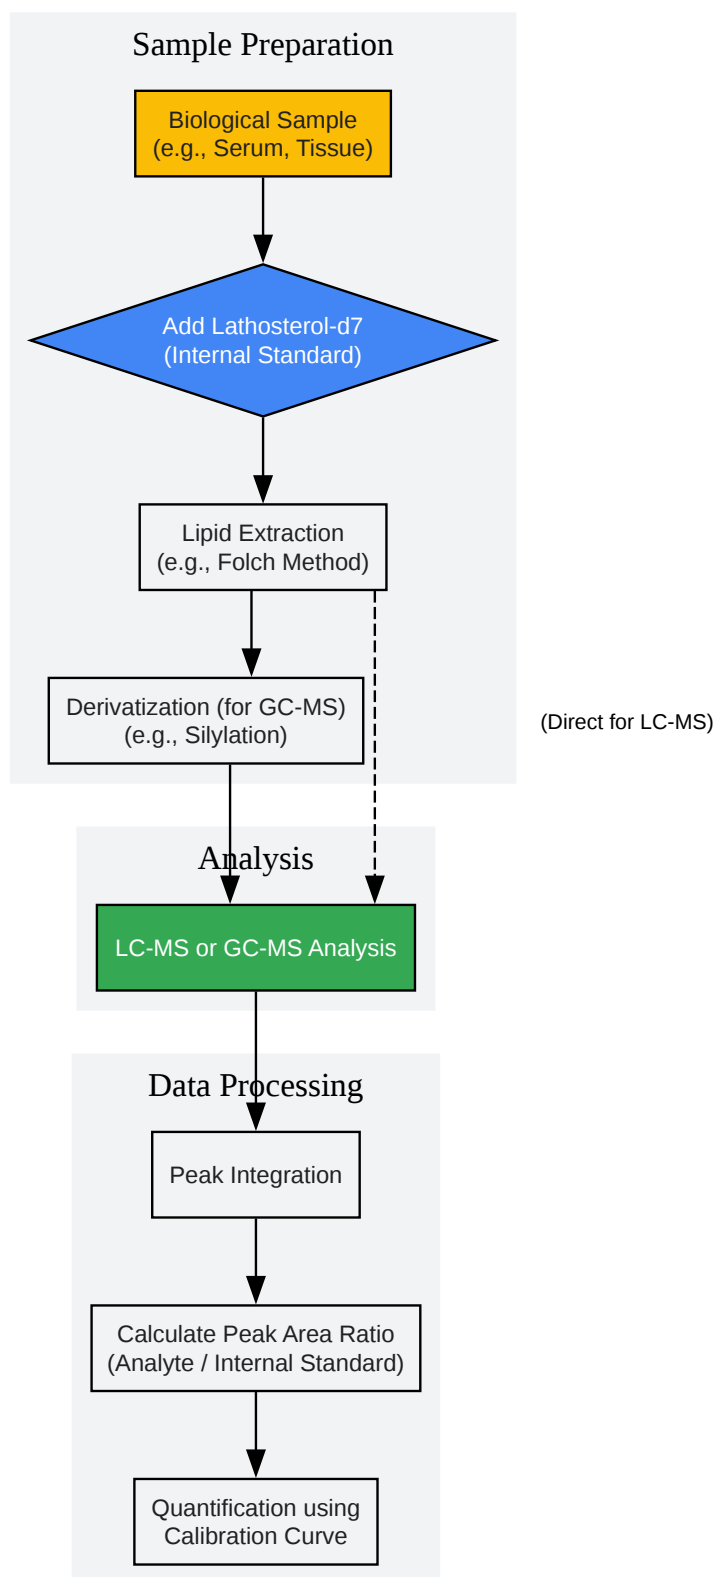 Sample Preparation
Biological Sample
(e.g., Serum, Tissue)
Add Lathosterol-d7
(Internal Standard)
Lipid Extraction
(e.g., Folch Method)
Derivatization (for GC-MS)
(e.g., Silylation)
(Direct for LC-MS)
Analysis
LC-MS or GC-MS Analysis
Data Processing
Peak Integration
Calculate Peak Area Ratio
(Analyte / Internal Standard)
Quantification using
Calibration Curve